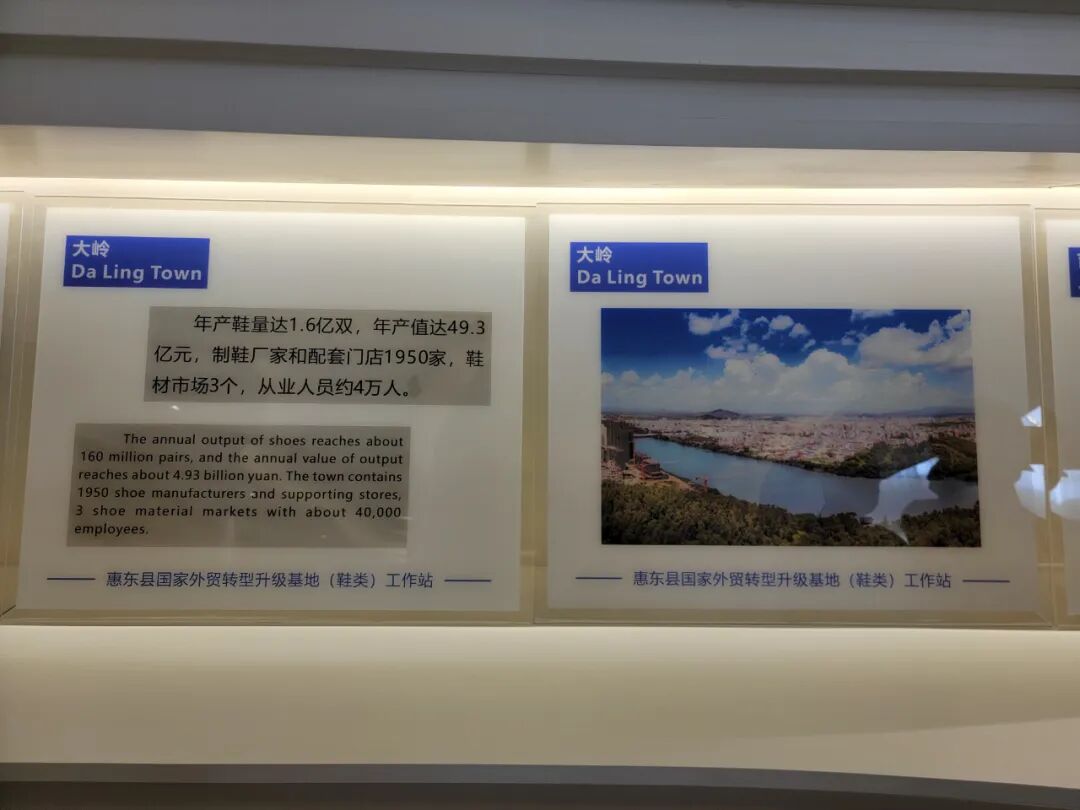 大岭
Da Ling Town
年产鞋量达1.6亿双，年产值达49.3
亿元，制鞋厂家和配套门店1950家，鞋
材市场3个，从业人员约4万人。
The annual output of shoes reaches about
160 million pairs, and the annual value of output
reaches about 4.93 billion yuan. The town contains
1950 shoe manufacturers and supporting stores,
3 shoe material markets with about 40,000
employees.
惠东县国家外贸转型升级基地（鞋类）工作站
大岭
Da Ling Town
惠东县国家外贸转型升级基地（鞋类）工作站